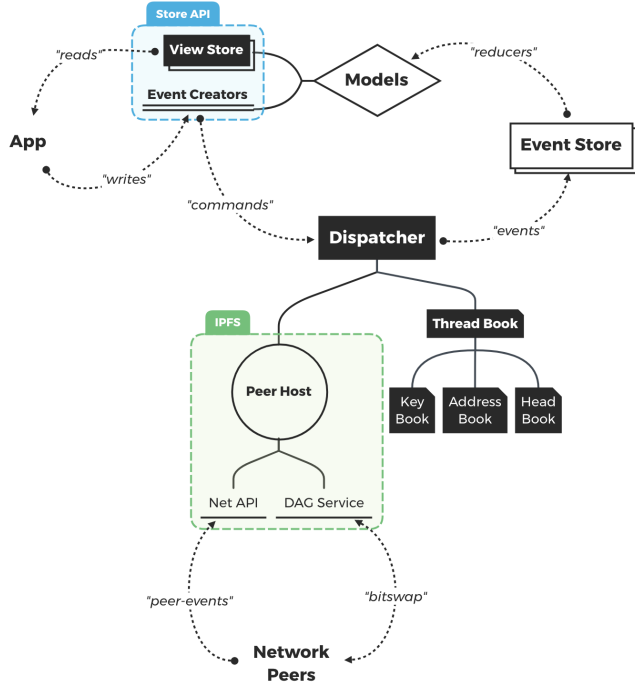 Store API
View Store
Event Creators
"reads"
"reducers"
Models
App
Event Store
"writes"
"commands"
Dispatcher
"events"
IPFS
Thread Book
Peer Host
Key
Book
Address
Book
Head
Book
Net API
DAG Service
"peer-events"
"bitswap"
Network
Peers